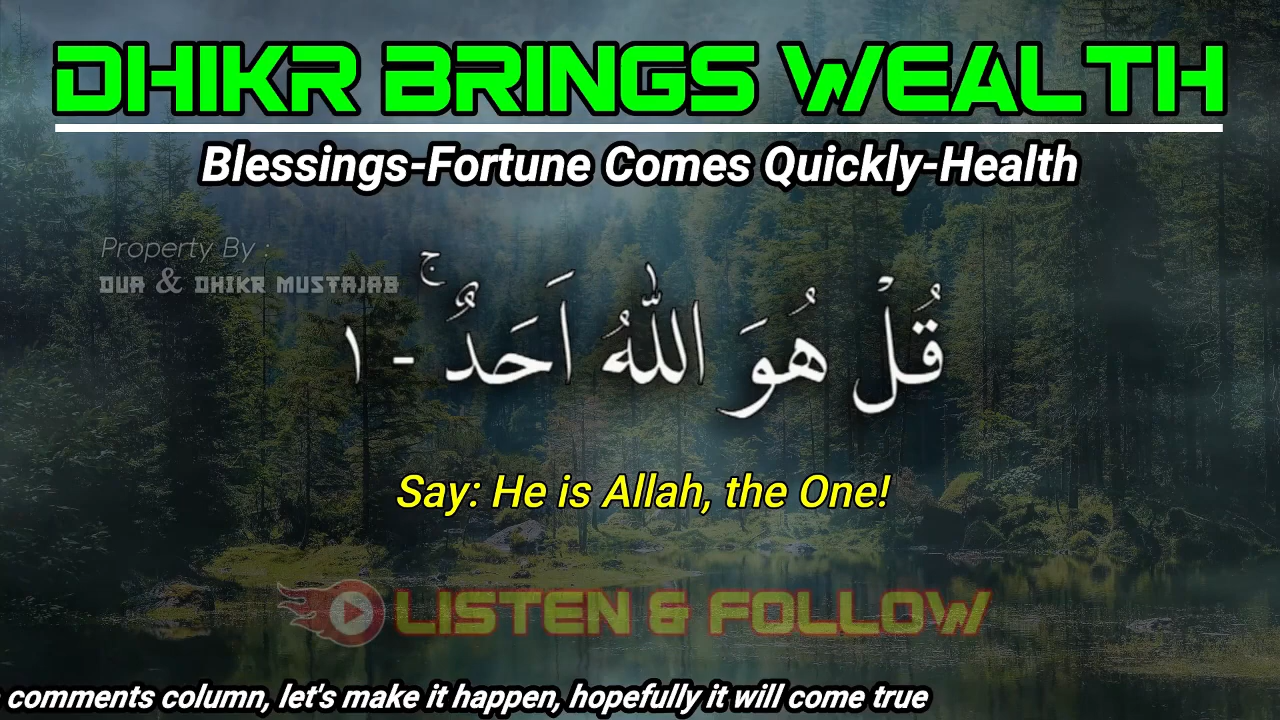 DHIKR BRINGS WEALTH
Blessings-Fortune Comes Quickly-Health
Property By :
DUA & DHIKR MUSTAJAB
قُلْ هُوَ اللّٰهُ اَحَدٌۚ - ١
Say: He is Allah, the One!
LISTEN & FOLLOW
comments column, let's make it happen, hopefully it will come true